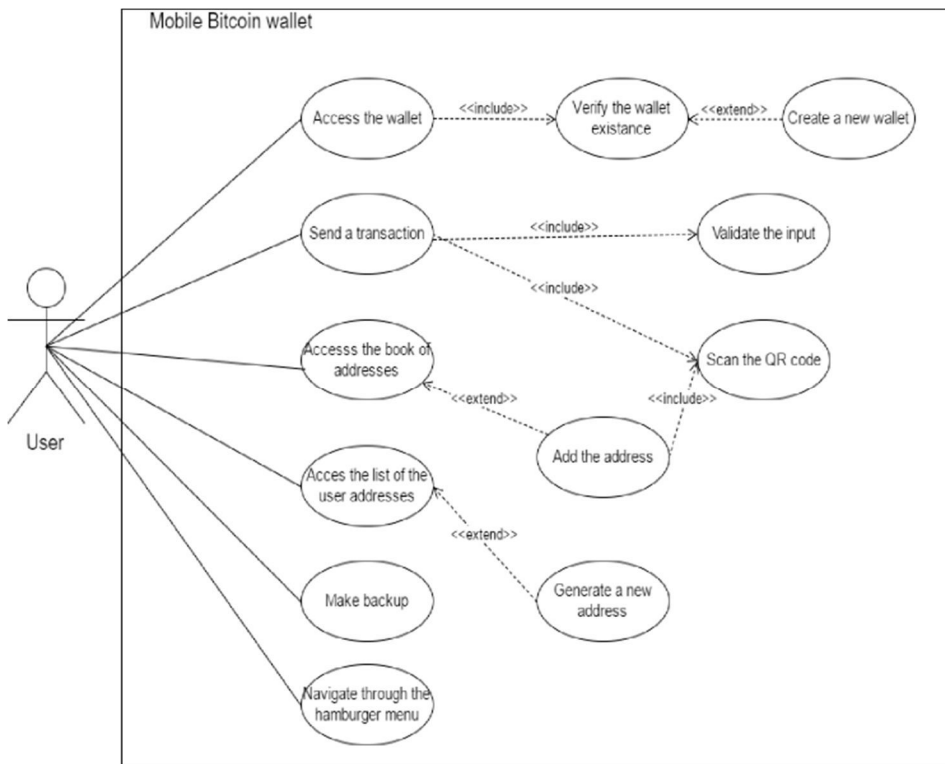 Mobile Bitcoin wallet
Access the wallet
<<include>>
Verify the wallet
existance
<<extend>>
Create a new wallet
Send a transaction
<<include>>
Validate the input
<<include>>
Accesss the book of
addresses
Scan the QR code
<<extend>>
<<include>>
Add the address
User
Acces the list of the
user addresses
<<extend>>
Make backup
Generate a new
address
Navigate through the
hamburger menu